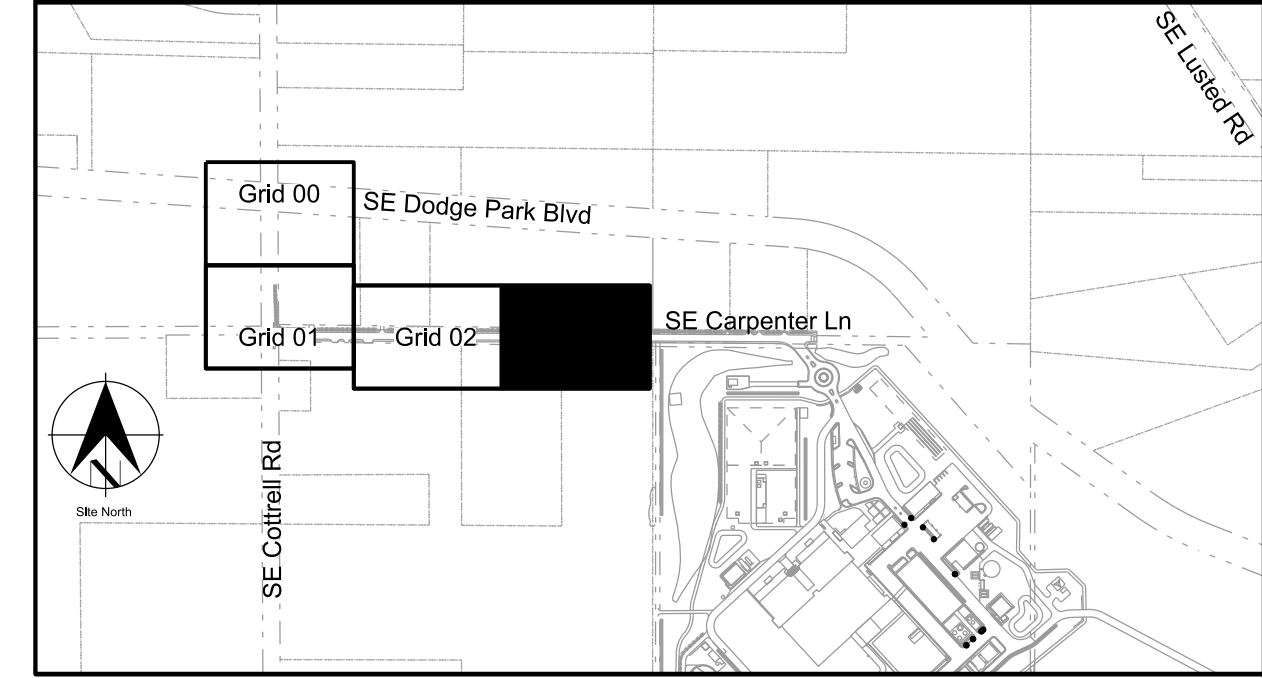 SE Lusted Rd
Grid 00
SE Dodge Park Blvd
Grid 01
Grid 02
SE Carpenter Ln
SE Cottrell Rd
Site North